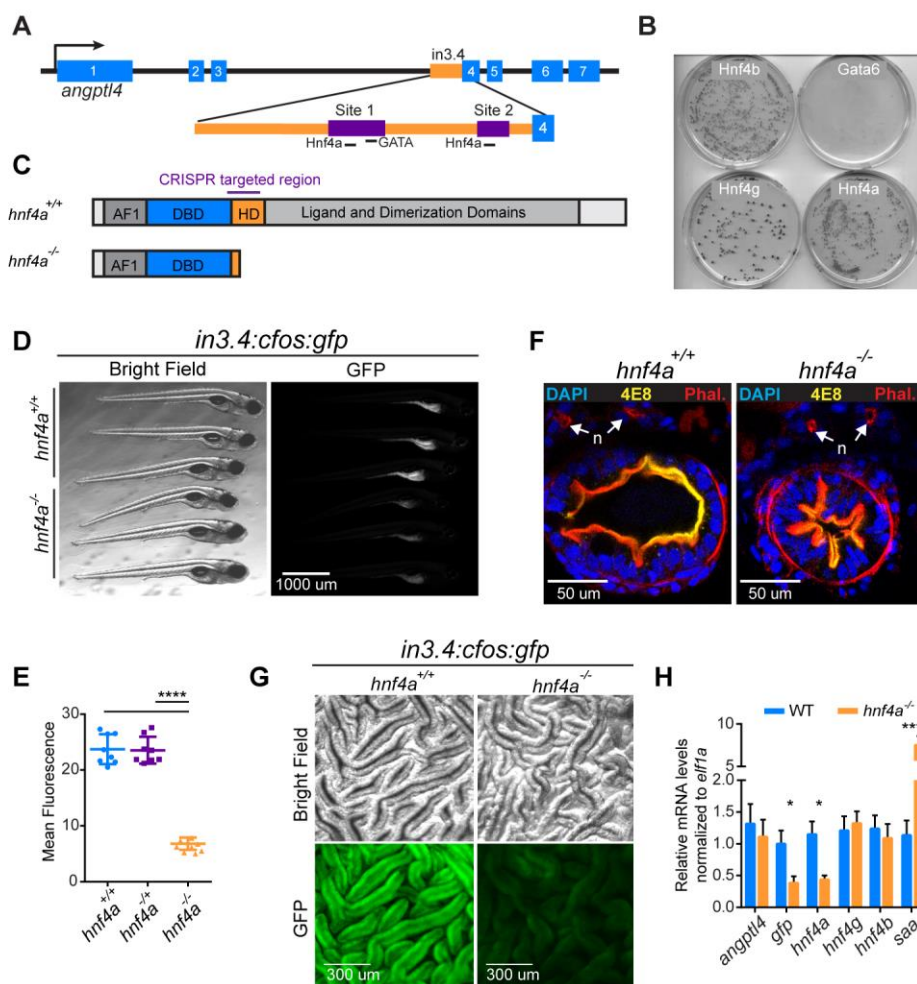 A
in3.4
1
2
3
4
5
6
7
angptl4
Site 1
Site 2
4
Hnf4a
GATA
Hnf4a
B
Hnf4b
Gata6
Hnf4g
Hnf4a
C
CRISPR targeted region
hnf4a+/+
AF1
DBD
HD
Ligand and Dimerization Domains
hnf4a-/-
AF1
DBD
D
in3.4:cfos:gfp
Bright Field
GFP
hnf4a+/+
hnf4a-/-
1000 um
F
hnf4a+/+
hnf4a-/-
DAPI 4E8 Phal.
DAPI 4E8 Phal.
n
n
50 um
50 um
E
****
Mean Fluorescence
30
20
10
0
hnf4a+/+
hnf4a-/+
hnf4a-/-
G
in3.4:cfos:gfp
hnf4a+/+
hnf4a-/-
Bright Field
GFP
300 um
300 um
H
WT
hnf4a-/-
Relative mRNA levels
normalized to elf1a
10
5
2.0
1.5
1.0
0.5
0.0
*
*
angptl4
gfp
hnf4a
hnf4g
hnf4b
saa